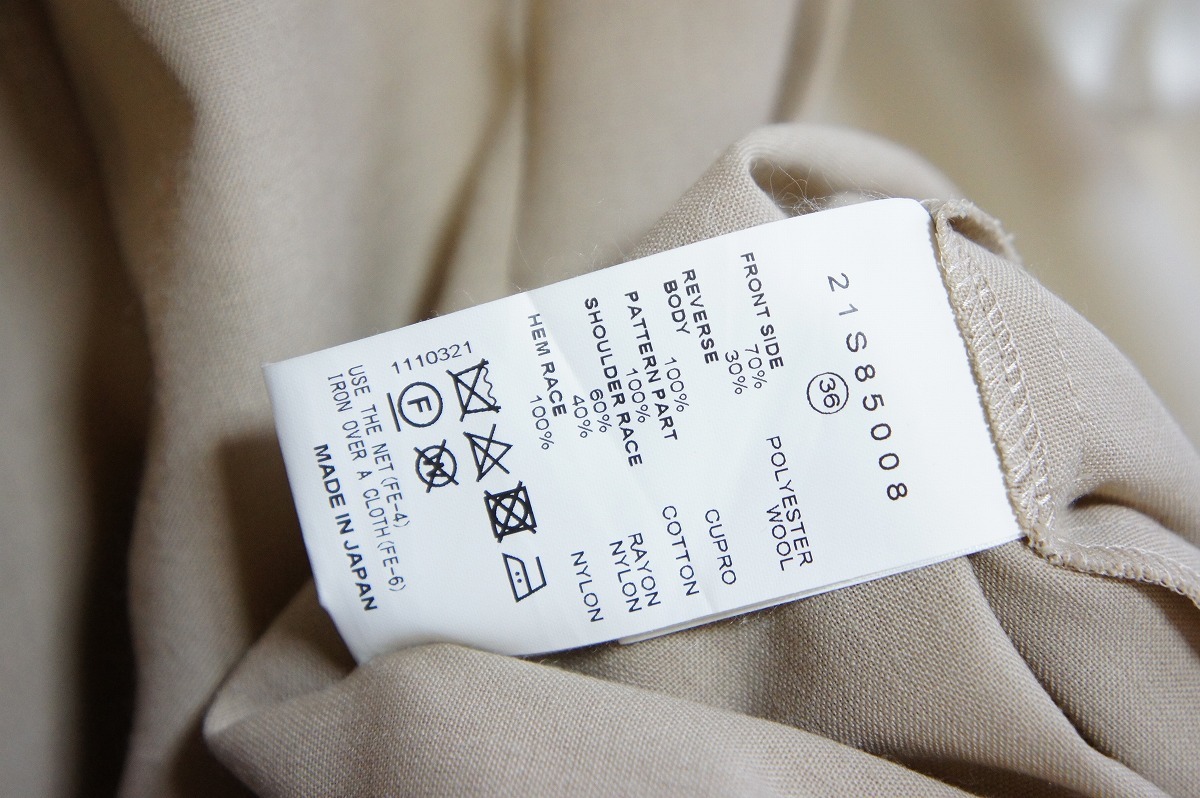 21S85008
36
FRONT SIDE
70% POLYESTER
30% WOOL
REVERSE
BODY
100% CUPRO
PATTERN PART
100% COTTON
SHOULDER RACE
60% RAYON
40% NYLON
HEM RACE
100% NYLON
F W
1110321
USE THE NET(FE-4)
IRON OVER A CLOTH(FE-6)
MADE IN JAPAN